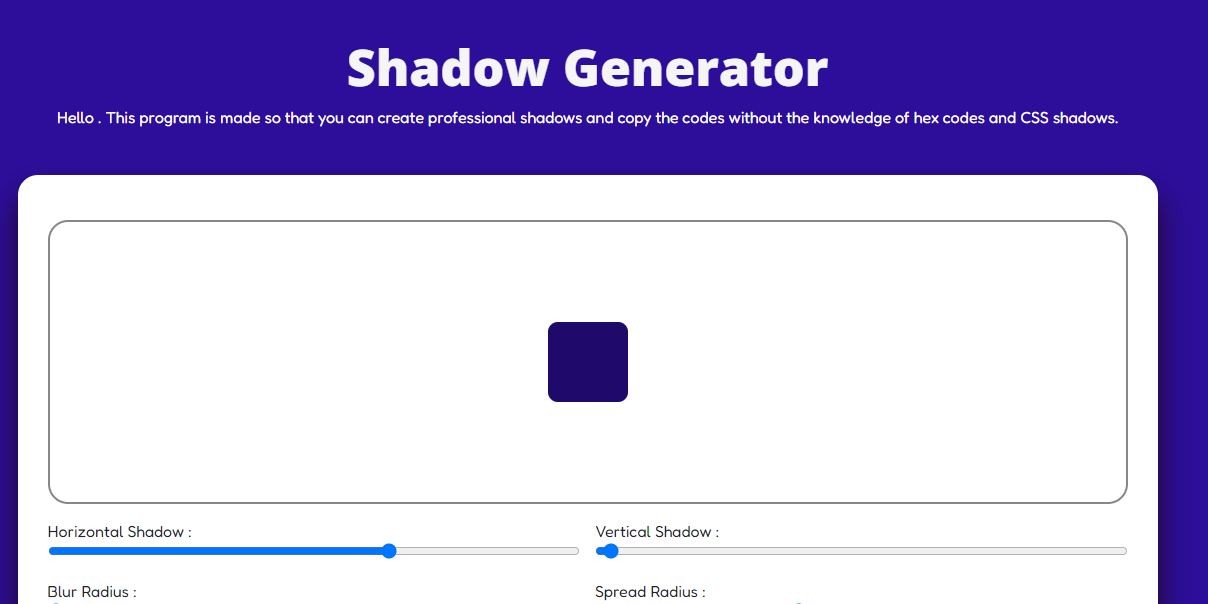 Shadow Generator
Hello . This program is made so that you can create professional shadows and copy the codes without the knowledge of hex codes and CSS shadows.
Horizontal Shadow :
Vertical Shadow :
Blur Radius :
Spread Radius :